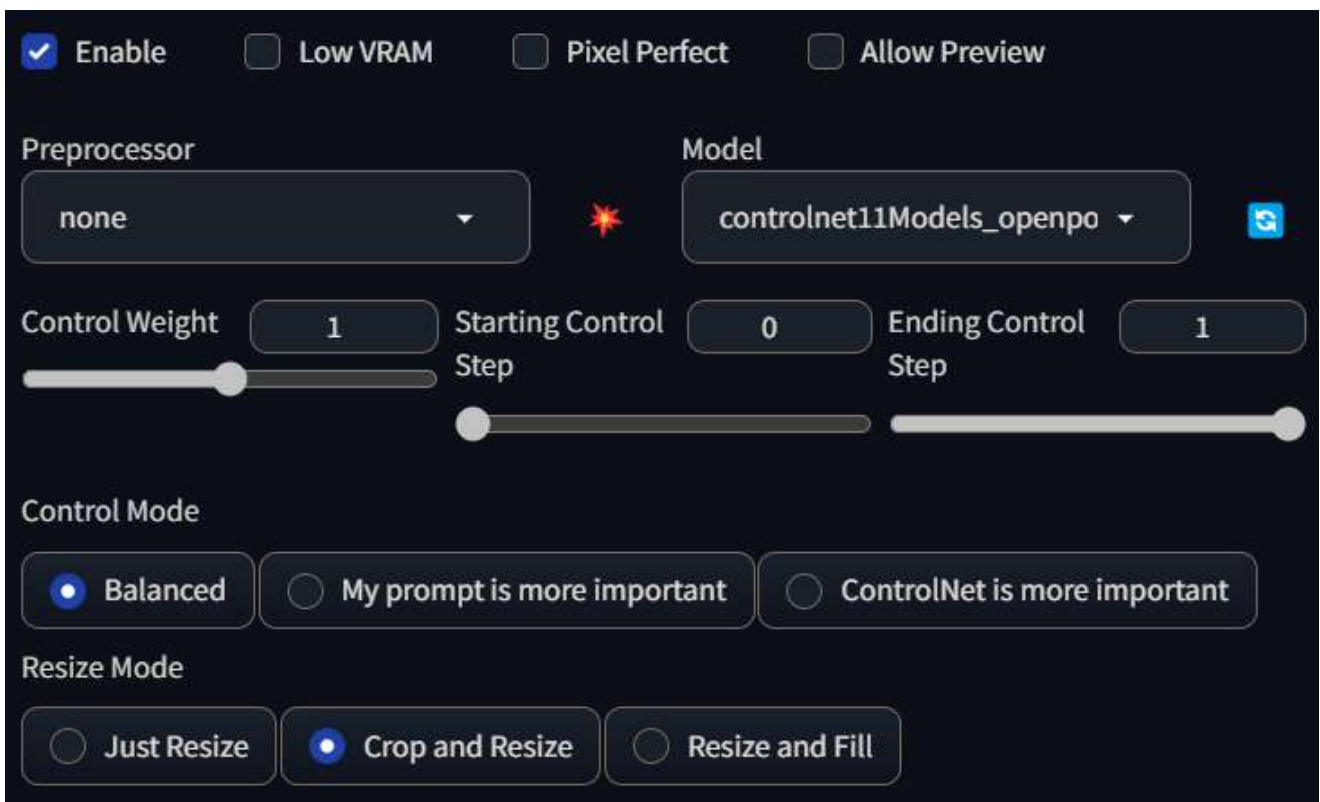 Enable Low VRAM Pixel Perfect Allow Preview
Preprocessor Model
none controlnet11Models_openpo
Control Weight 1 Starting Control Step 0 Ending Control Step 1
Control Mode
Balanced My prompt is more important ControlNet is more important
Resize Mode
Just Resize Crop and Resize Resize and Fill